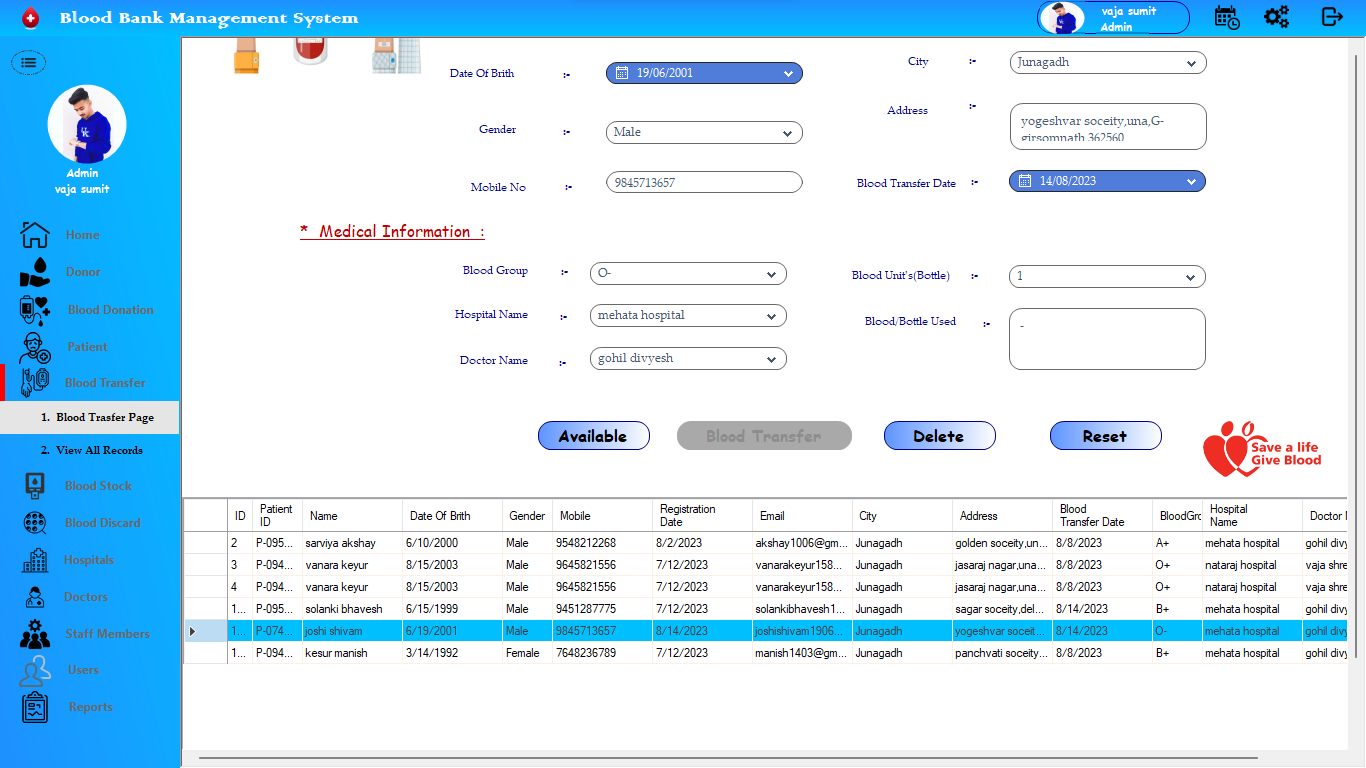 Blood Bank Management System
vaja sumit
Admin
Admin
vaja sumit
Home
Donor
Blood Donation
Patient
Blood Transfer
1. Blood Trasfer Page
2. View All Records
Blood Stock
Blood Discard
Hospitals
Doctors
Staff Members
Users
Reports
Date Of Brith :- 19/06/2001
City :- Junagadh
Gender :- Male
Address :- yogeshvar soceity,una,G-
girsomnath 362560
Mobile No :- 9845713657
Blood Transfer Date :- 14/08/2023
* Medical Information :
Blood Group :- O-
Blood Unit's(Bottle) :- 1
Hospital Name :- mehata hospital
Blood/Bottle Used :- -
Doctor Name :- gohil divyesh
Available Blood Transfer Delete Reset
Save a life
Give Blood
ID Patient ID Name Date Of Brith Gender Mobile Registration Date Email City Address Blood Transfer Date BloodGro Hospital Name Doctor
2 P-095... sarviya akshay 6/10/2000 Male 9548212268 8/2/2023 akshay1006@gm... Junagadh golden soceity,un... 8/8/2023 A+ mehata hospital gohil divy
3 P-094... vanara keyur 8/15/2003 Male 9645821556 7/12/2023 vanarakeyur158... Junagadh jasaraj nagar,una... 8/8/2023 O+ nataraj hospital vaja shre
4 P-094... vanara keyur 8/15/2003 Male 9645821556 7/12/2023 vanarakeyur158... Junagadh jasaraj nagar,una... 8/8/2023 O+ nataraj hospital vaja shre
1... P-095... solanki bhavesh 6/15/1999 Male 9451287775 8/14/2023 solankibhavesh1... Junagadh sagar soceity,del... 8/14/2023 B+ mehata hospital gohil divy
1... P-074... joshi shivam 6/19/2001 Male 9845713657 8/14/2023 joshishivam1906... Junagadh yogeshvar soceit... 8/14/2023 O- mehata hospital gohil divy
1... P-094... kesur manish 3/14/1992 Female 7648236789 7/12/2023 manish1403@gm... Junagadh panchvati soceity... 8/8/2023 B+ mehata hospital gohil divy